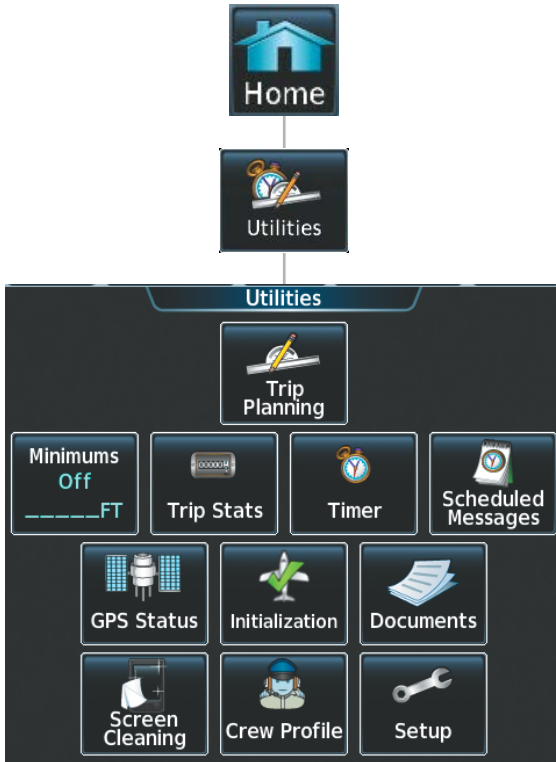 Home
Utilities
Utilities
Trip
Planning
Minimums
Off
_____FT
Trip Stats
Timer
Scheduled
Messages
GPS Status
Initialization
Documents
Screen
Cleaning
Crew Profile
Setup